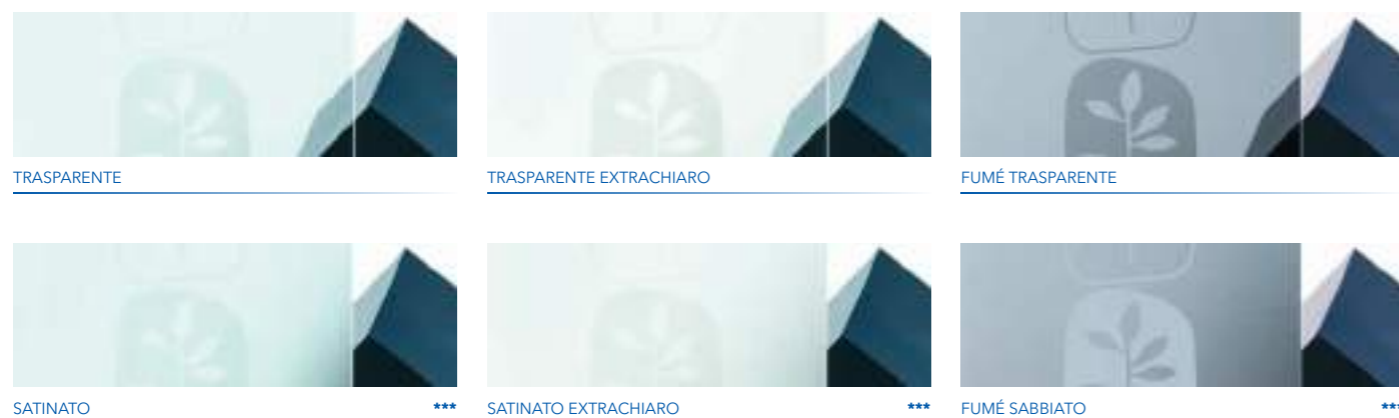 TRASPARENTE
TRASPARENTE EXTRACHIARO
FUMÉ TRASPARENTE
SATINATO ***
SATINATO EXTRACHIARO ***
FUMÉ SABBIATO ***